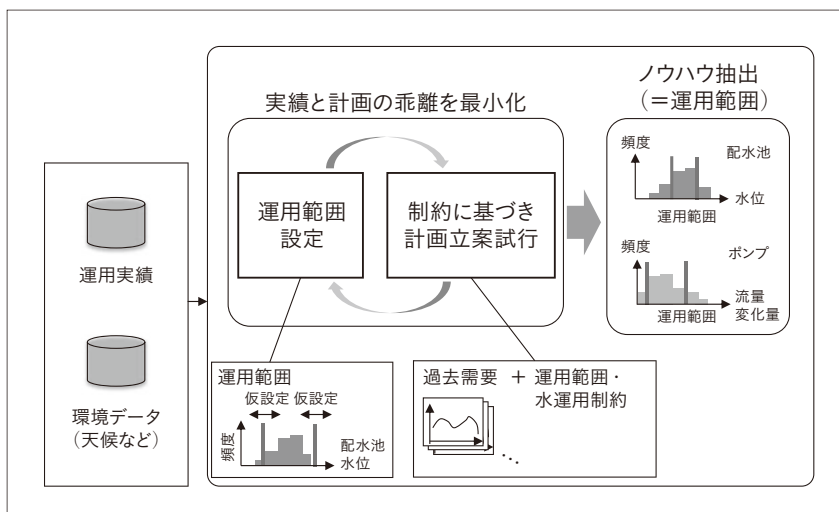 ノウハウ抽出
（＝運用範囲）
実績と計画の乖離を最小化
運用実績
環境データ
（天候など）
運用範囲
設定
制約に基づき
計画立案試行
頻度
配水池
水位
運用範囲
頻度
ポンプ
流量
変化量
運用範囲
運用範囲
仮設定 仮設定
頻度
配水池
水位
過去需要 + 運用範囲・
水運用制約
…